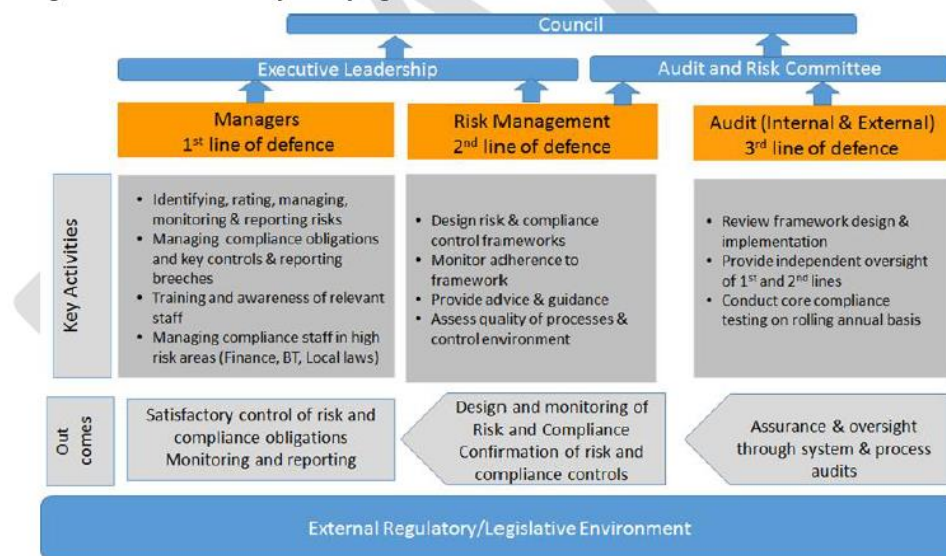 Council
Executive Leadership
Audit and Risk Committee
Managers
1st line of defence
Risk Management
2nd line of defence
Audit (Internal & External)
3rd line of defence
Key Activities
• Identifying, rating, managing,
monitoring & reporting risks
• Managing compliance obligations
and key controls & reporting
breeches
• Training and awareness of relevant
staff
• Managing compliance staff in high
risk areas (Finance, BT, Local laws)
• Design risk & compliance
control frameworks
• Monitor adherence to
framework
• Provide advice & guidance
• Assess quality of processes &
control environment
• Review framework design &
implementation
• Provide independent oversight
of 1st and 2nd lines
• Conduct core compliance
testing on rolling annual basis
Out
comes
Satisfactory control of risk and
compliance obligations
Monitoring and reporting
Design and monitoring of
Risk and Compliance
Confirmation of risk and
compliance controls
Assurance & oversight
through system & process
audits
External Regulatory/Legislative Environment